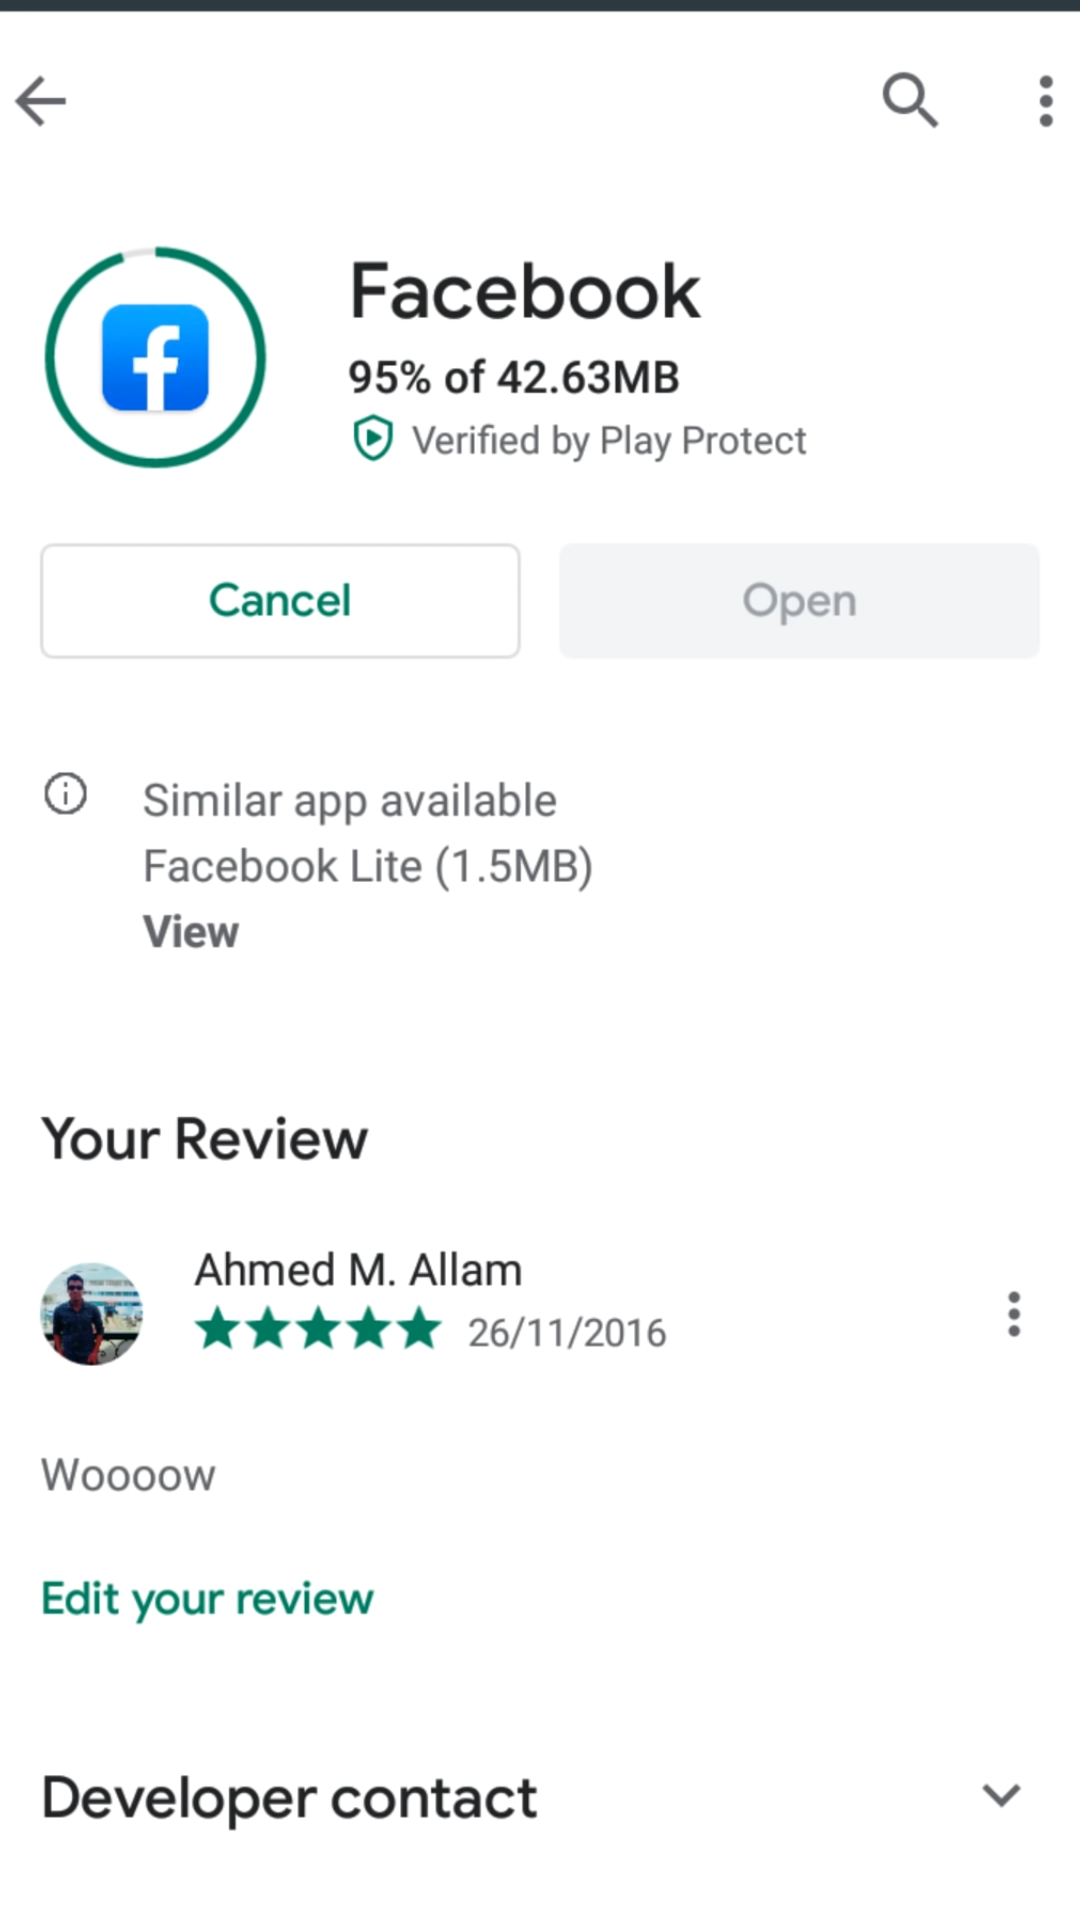 Facebook
95% of 42.63MB
Verified by Play Protect
Cancel
Open
Similar app available
Facebook Lite (1.5MB)
View
Your Review
Ahmed M. Allam
26/11/2016
Woooow
Edit your review
Developer contact